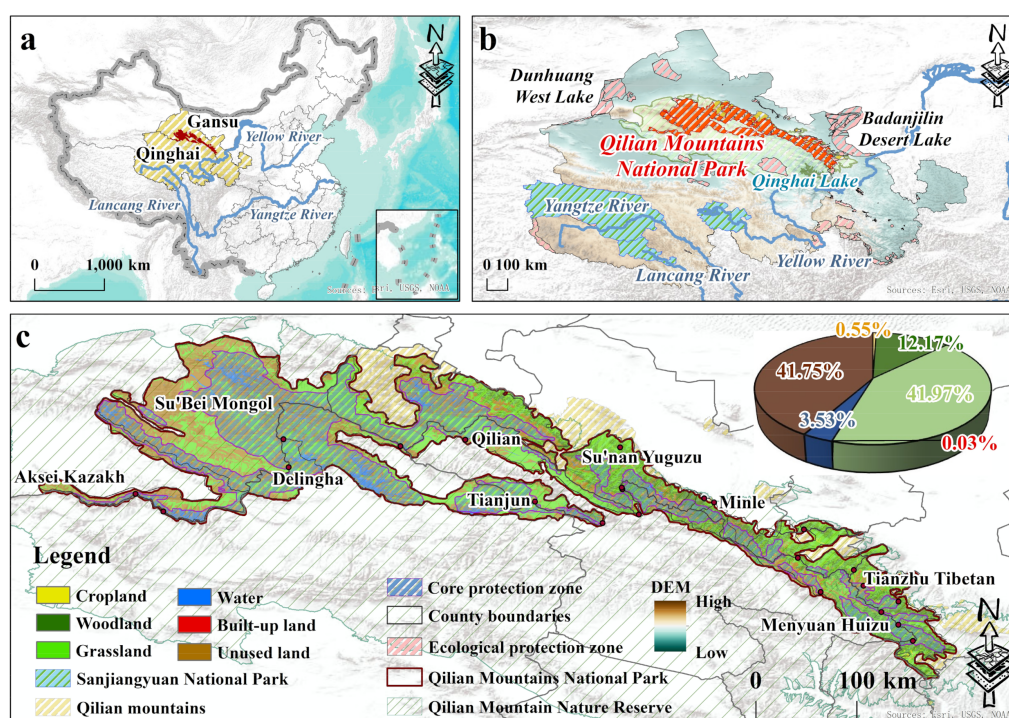 a
N
Gansu
Qinghai
Yellow River
Lancang River
Yangtze River
0 1,000 km
Sources: Esri, USGS, NOAA
b
N
Dunhuang
West Lake
Badanjilin
Desert Lake
Qilian Mountains
National Park
Qinghai Lake
Yangtze River
Yellow River
Lancang River
0 100 km
Sources: Esri, USGS, NOAA
c
0.55%
12.17%
41.75%
41.97%
3.53%
0.03%
Su'Bei Mongol
Qilian
Su'nan Yuguzu
Aksei Kazakh
Delingha
Tianjun
Minle
Tianzhu Tibetan
Menyuan Huizu
Legend
Cropland
Water
Woodland
Built-up land
Grassland
Unused land
Sanjiangyuan National Park
Qilian mountains
Core protection zone
County boundaries
Ecological protection zone
Qilian Mountains National Park
Qilian Mountain Nature Reserve
DEM
High
Low
N
0 100 km
Sources: Esri, USGS, NOAA